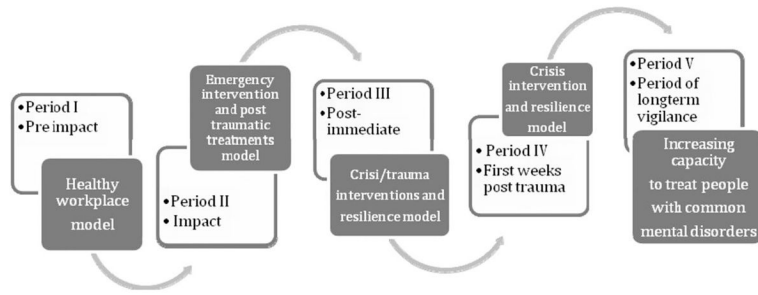 •Period I
•Pre impact
Healthy
workplace
model
Emergency
intervention
and post
traumatic
treatments
model
•Period II
•Impact
•Period III
•Post-
immediate
Crisi/trauma
interventions and
resilience model
Crisis
intervention
and resilience
model
•Period IV
•First weeks
post trauma
•Period V
•Period of
longterm
vigilance
Increasing
capacity
to treat people
with common
mental disorders